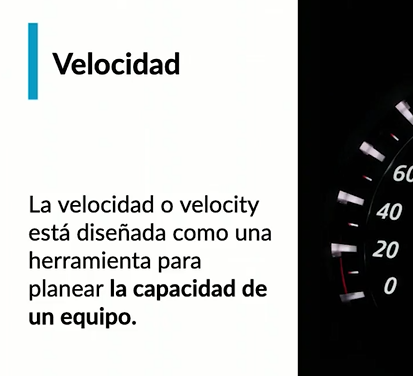 Velocidad
La velocidad o velocity
está diseñada como una
herramienta para
planear la capacidad de
un equipo.
60
40
20
0